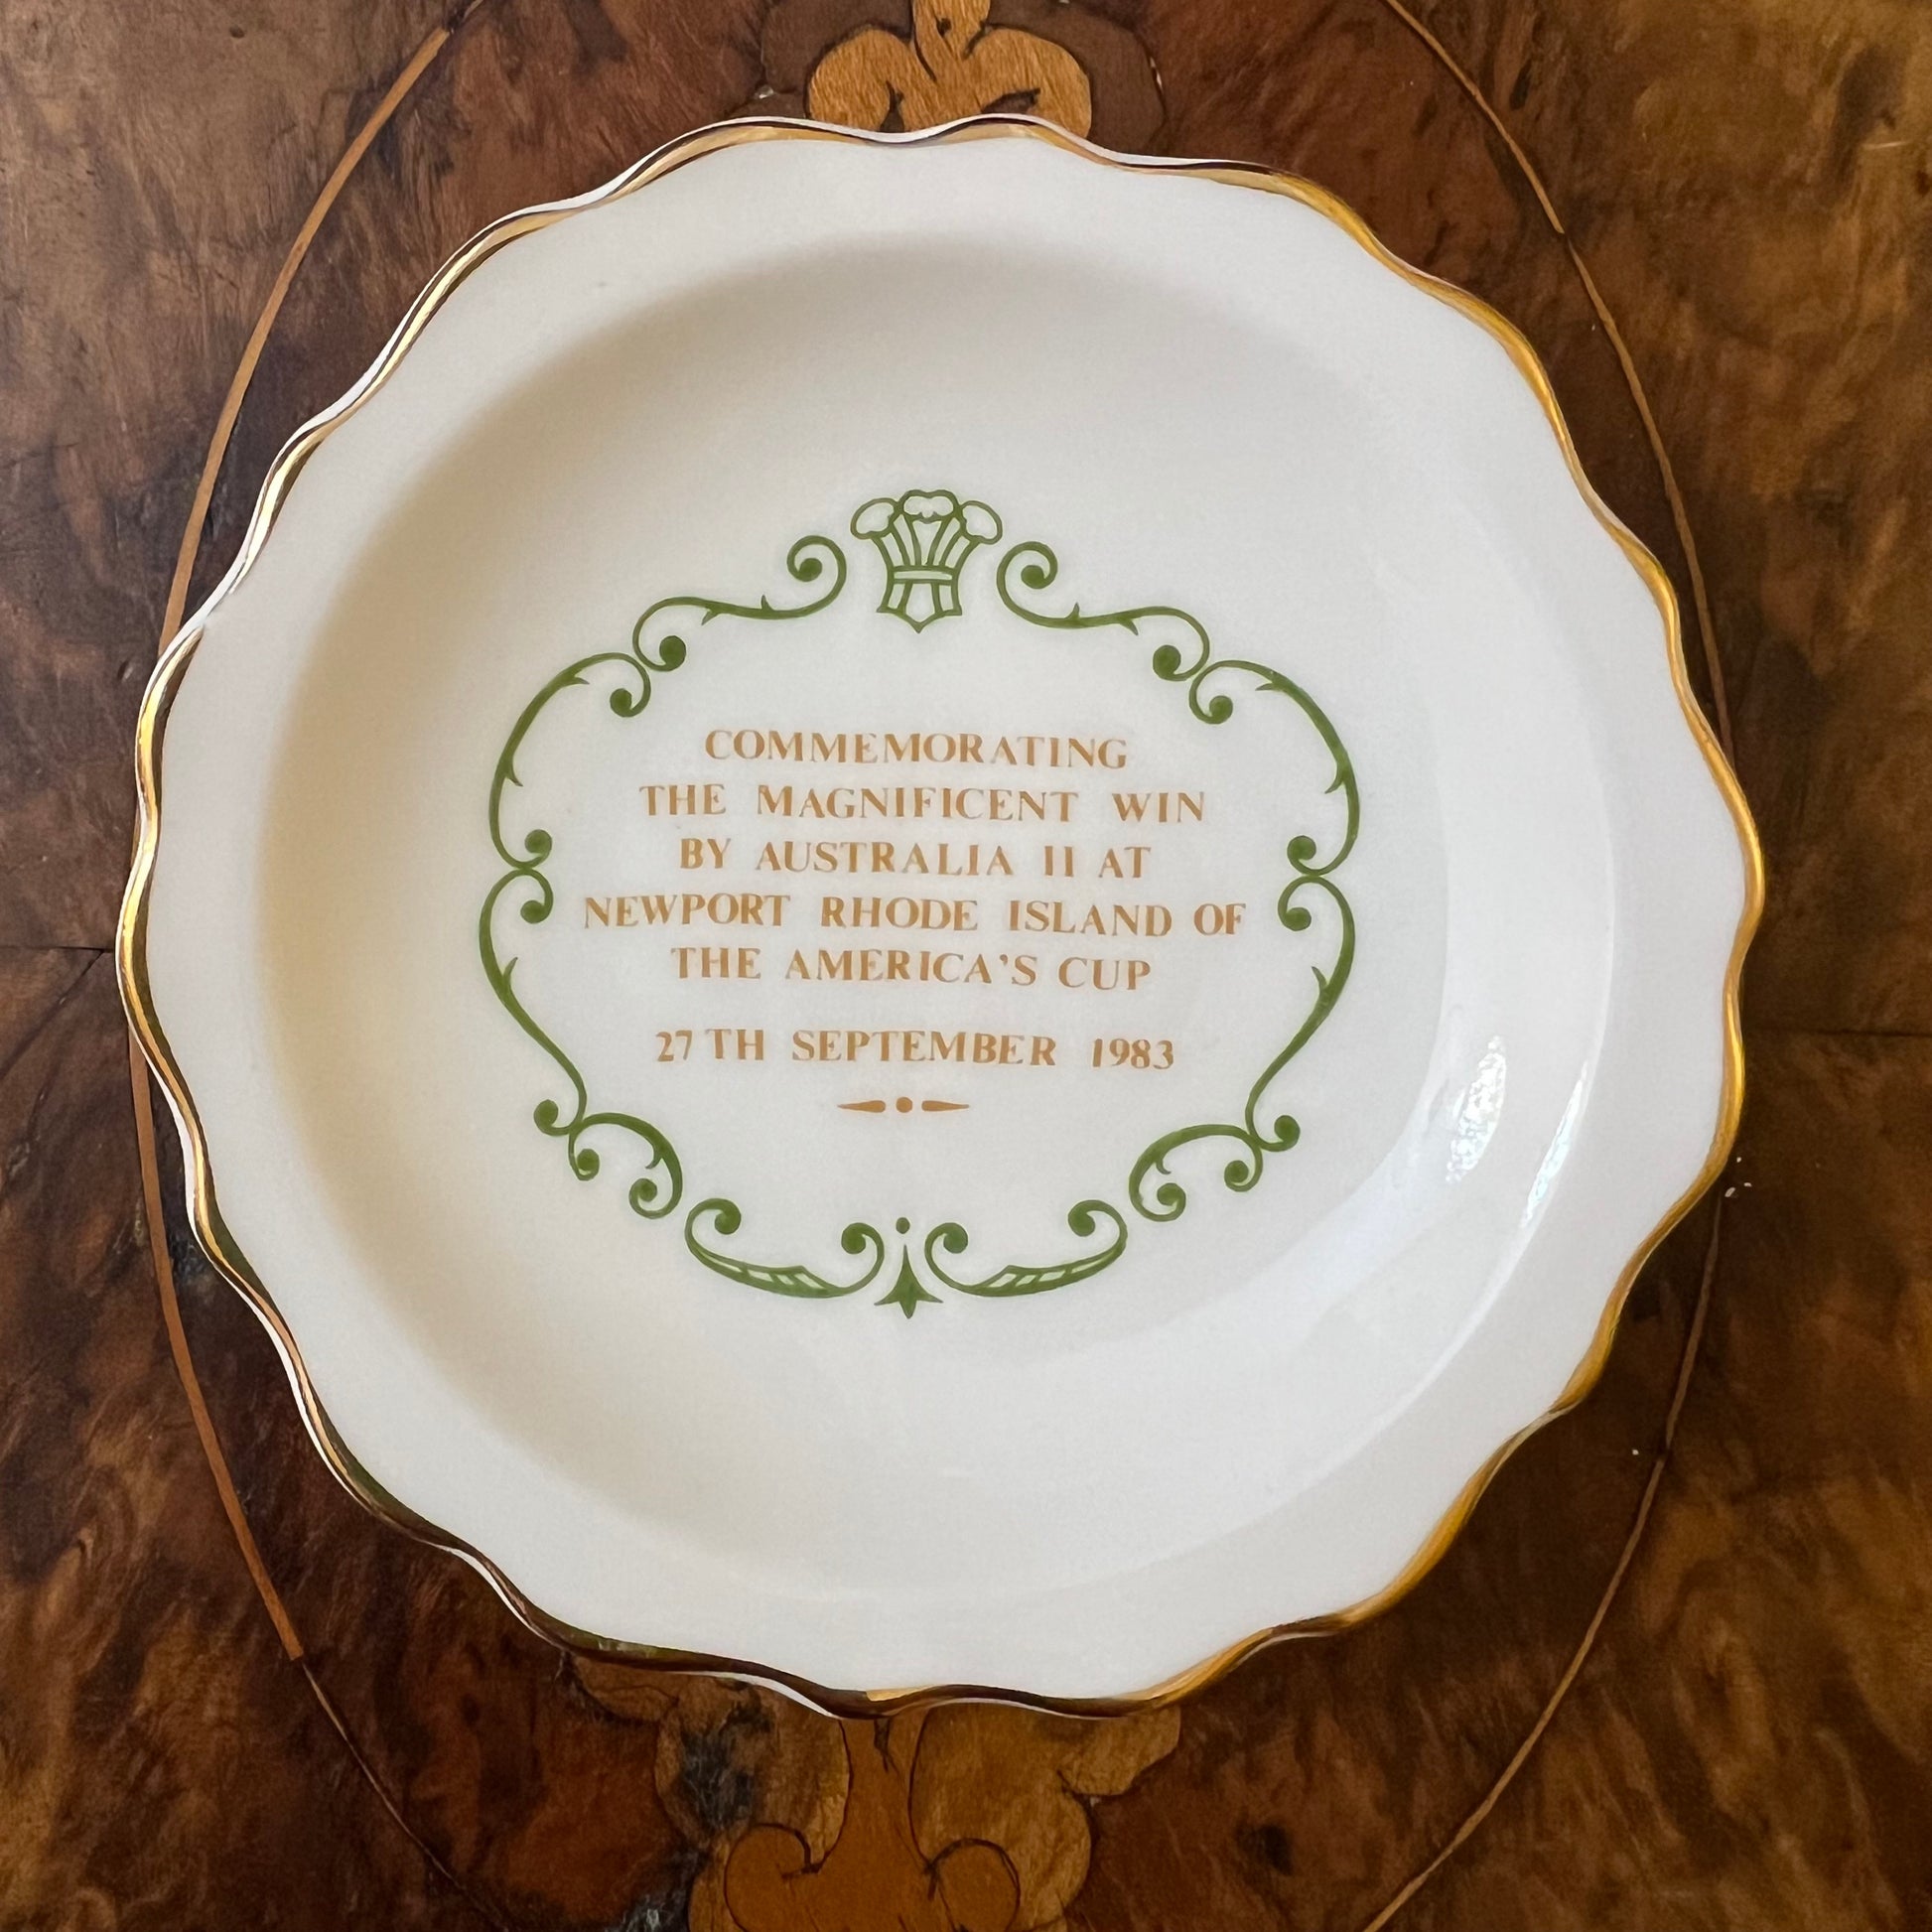 COMMEMORATING
THE MAGNIFICENT WIN
BY AUSTRALIA II AT
NEWPORT RHODE ISLAND OF
THE AMERICA'S CUP
27TH SEPTEMBER 1983